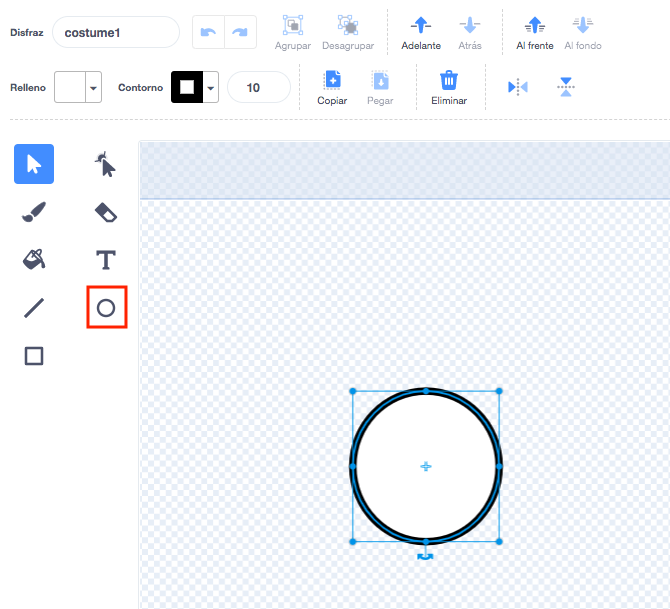 Disfraz costume1 Agrupar Desagrupar Adelante Atrás Al frente Al fondo
Relleno Contorno 10 Copiar Pegar Eliminar
T